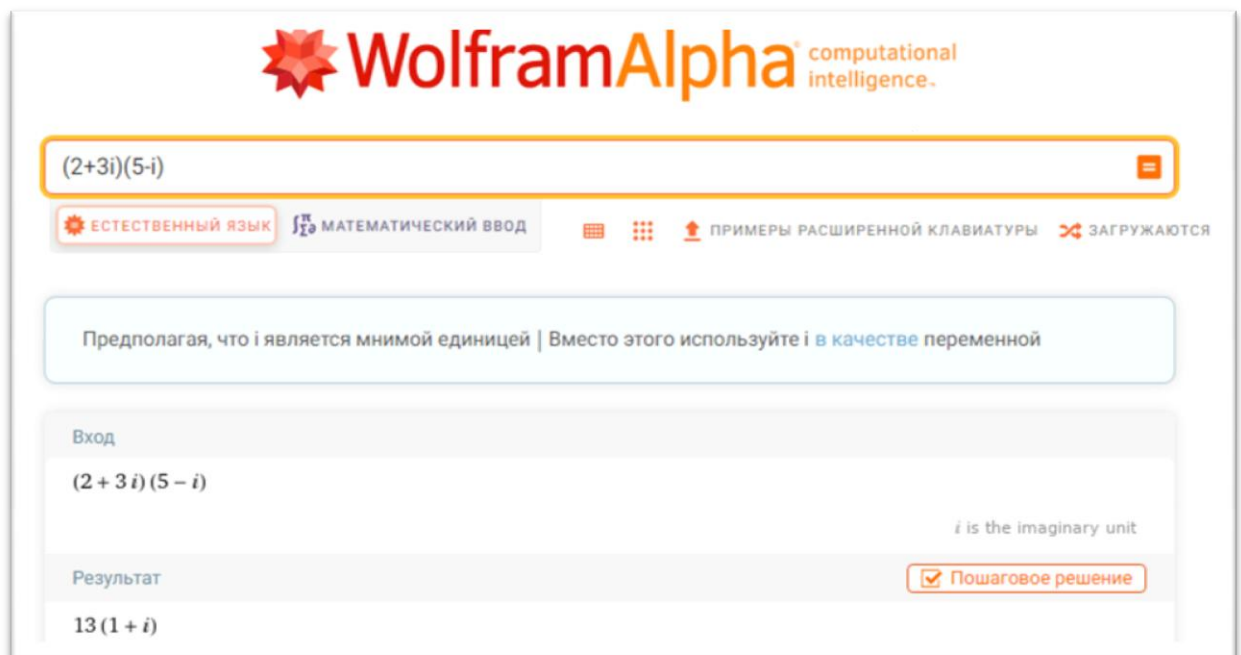 WolframAlpha computational intelligence.
(2+3i)(5-i)
ЕСТЕСТВЕННЫЙ ЯЗЫК МАТЕМАТИЧЕСКИЙ ВВОД ПРИМЕРЫ РАСШИРЕННОЙ КЛАВИАТУРЫ ЗАГРУЖАЮТСЯ
Предполагая, что i является мнимой единицей | Вместо этого используйте i в качестве переменной
Вход
(2 + 3 i) (5 − i)
i is the imaginary unit
Результат Пошаговое решение
13 (1 + i)